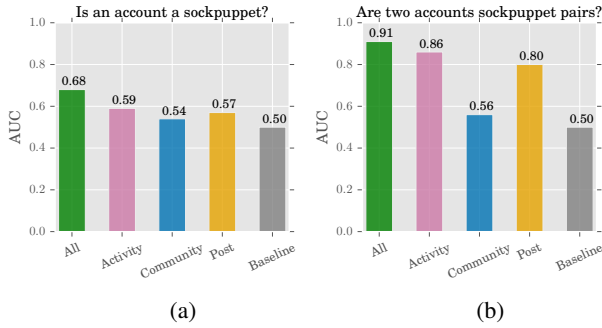 Is an account a sockpuppet?
AUC
1.0
0.8
0.6
0.4
0.2
0.0
0.68
0.59
0.54
0.57
0.50
All
Activity
Community
Post
Baseline
(a)
Are two accounts sockpuppet pairs?
AUC
1.0
0.8
0.6
0.4
0.2
0.0
0.91
0.86
0.56
0.80
0.50
All
Activity
Community
Post
Baseline
(b)